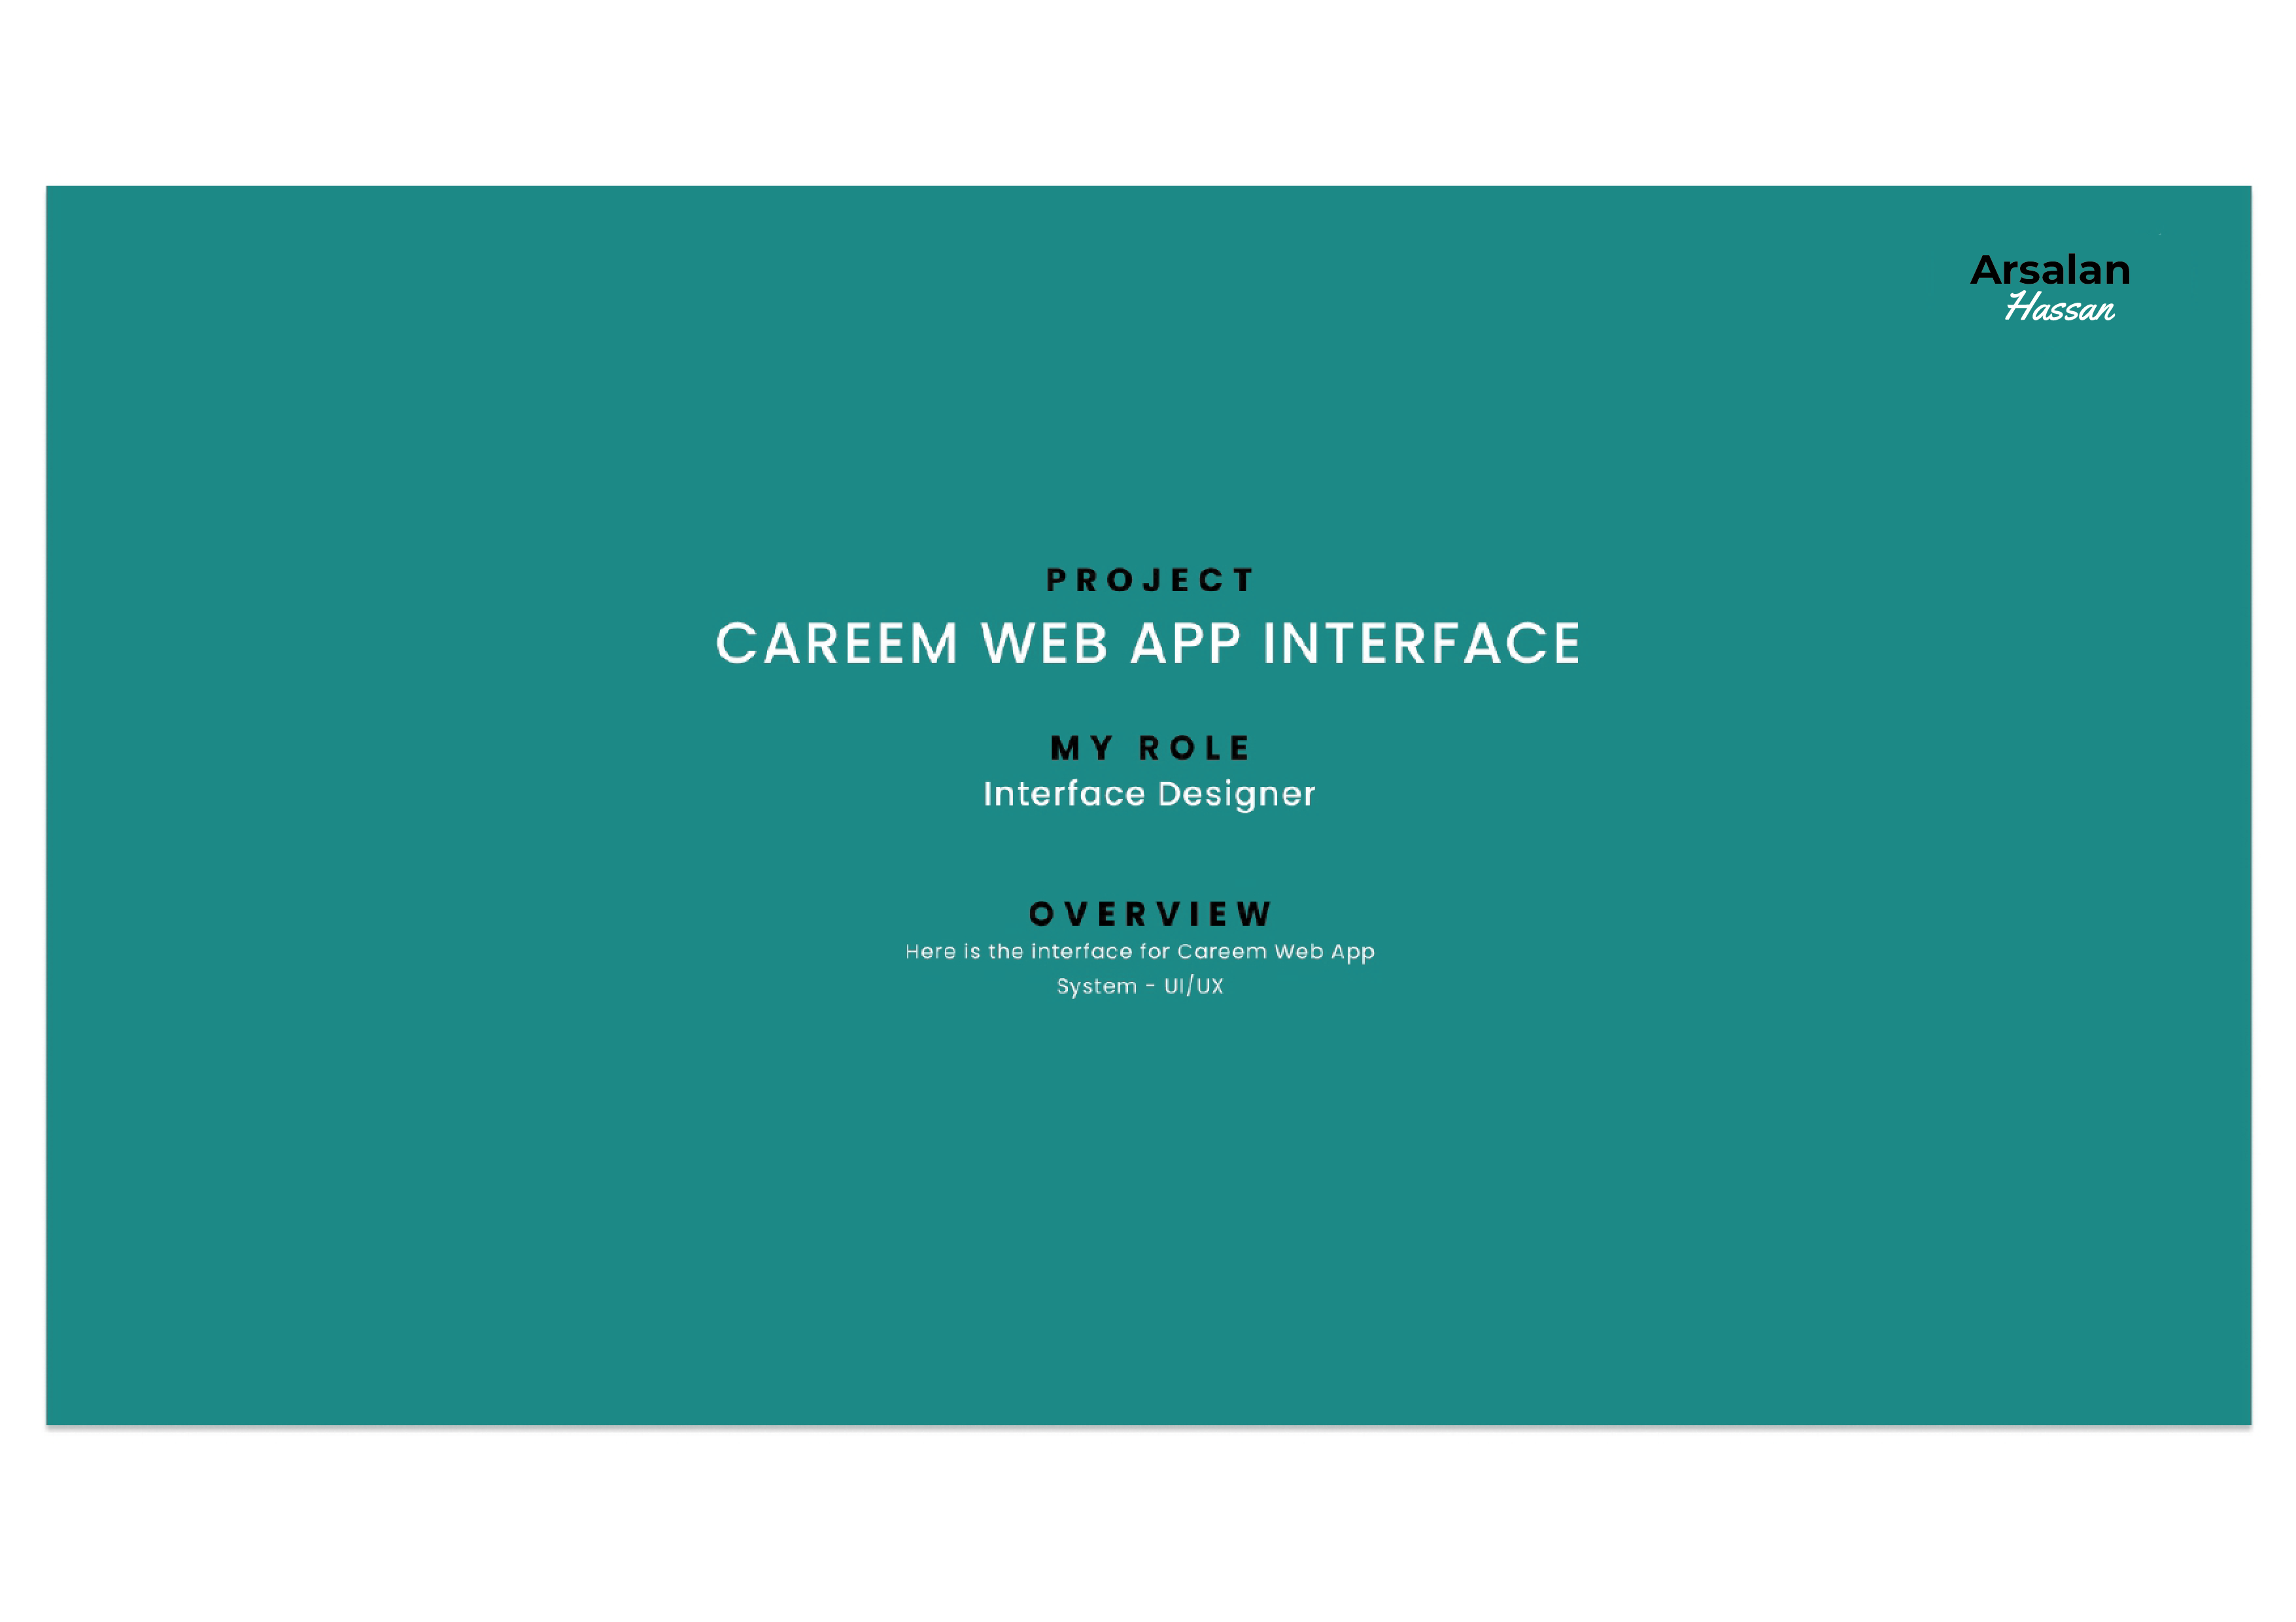 Arsalan
Hassan
PROJECT
CAREEM WEB APP INTERFACE
MY ROLE
Interface Designer
OVERVIEW
Here is the interface for Careem Web App
System - UI/UX